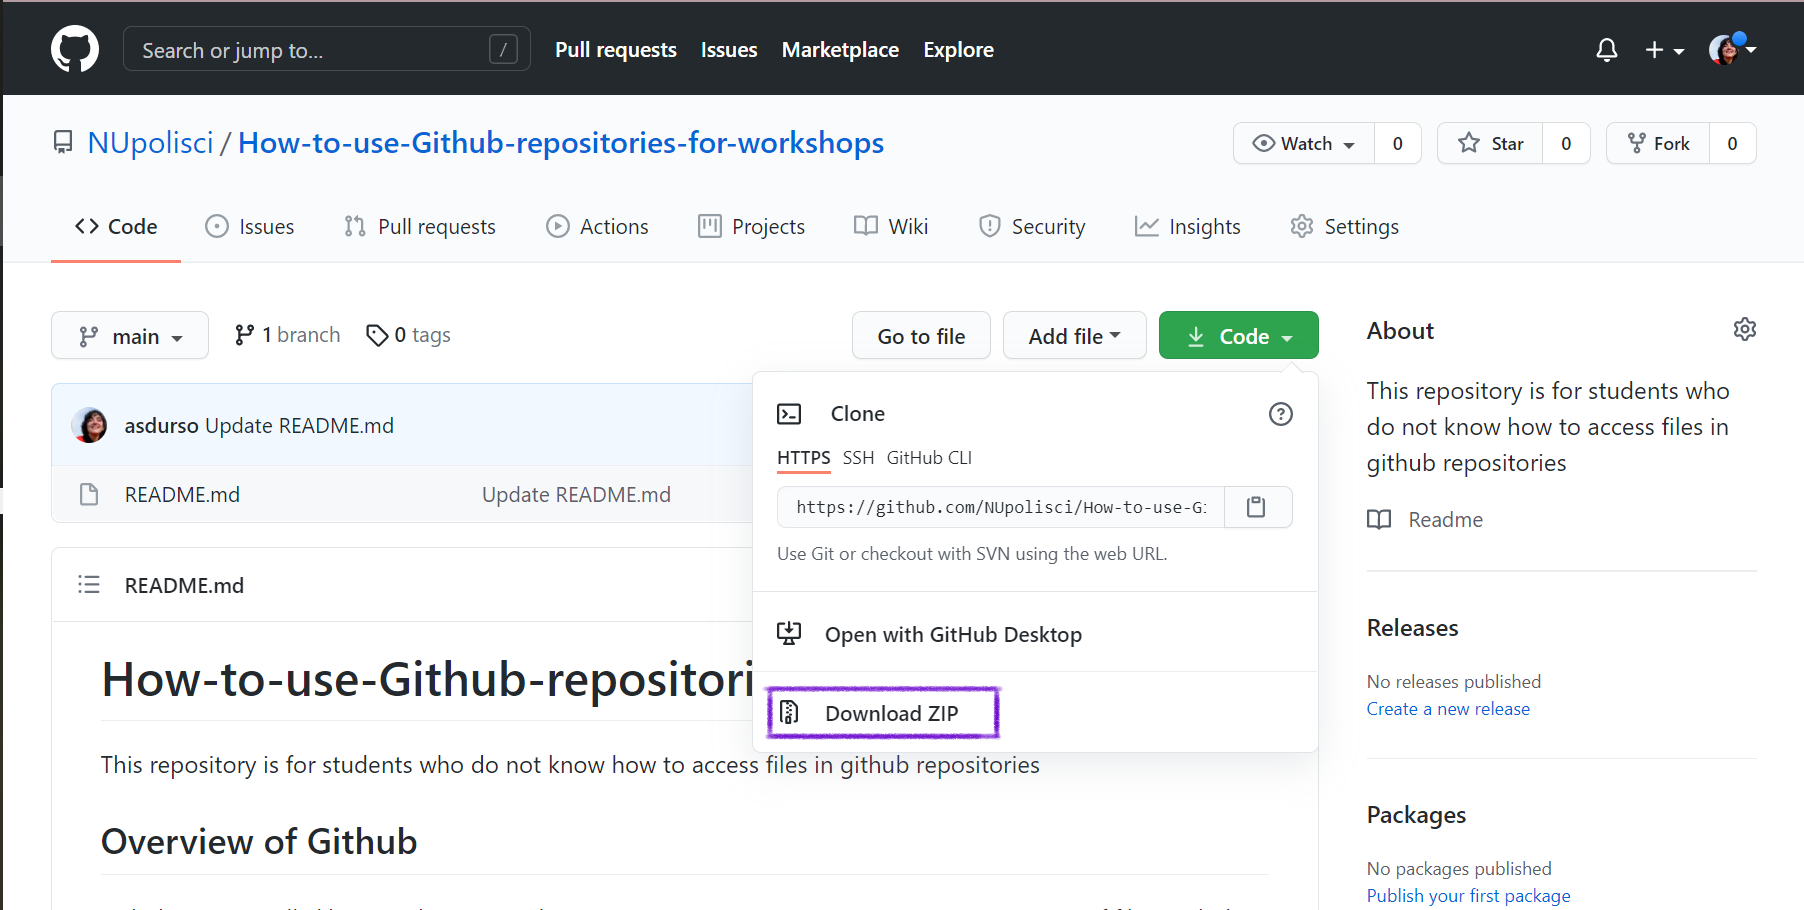 Search or jump to... /
Pull requests Issues Marketplace Explore
NUpolisci / How-to-use-Github-repositories-for-workshops
Watch 0 Star 0 Fork 0
Code Issues Pull requests Actions Projects Wiki Security Insights Settings
main 1 branch 0 tags
Go to file Add file Code
asdurso Update README.md
README.md Update README.md
README.md
How-to-use-Github-repositori
This repository is for students who do not know how to access files in github repositories
Overview of Github
Clone
HTTPS SSH GitHub CLI
https://github.com/NUpolisci/How-to-use-G
Use Git or checkout with SVN using the web URL.
Open with GitHub Desktop
Download ZIP
About
This repository is for students who
do not know how to access files in
github repositories
Readme
Releases
No releases published
Create a new release
Packages
No packages published
Publish your first package